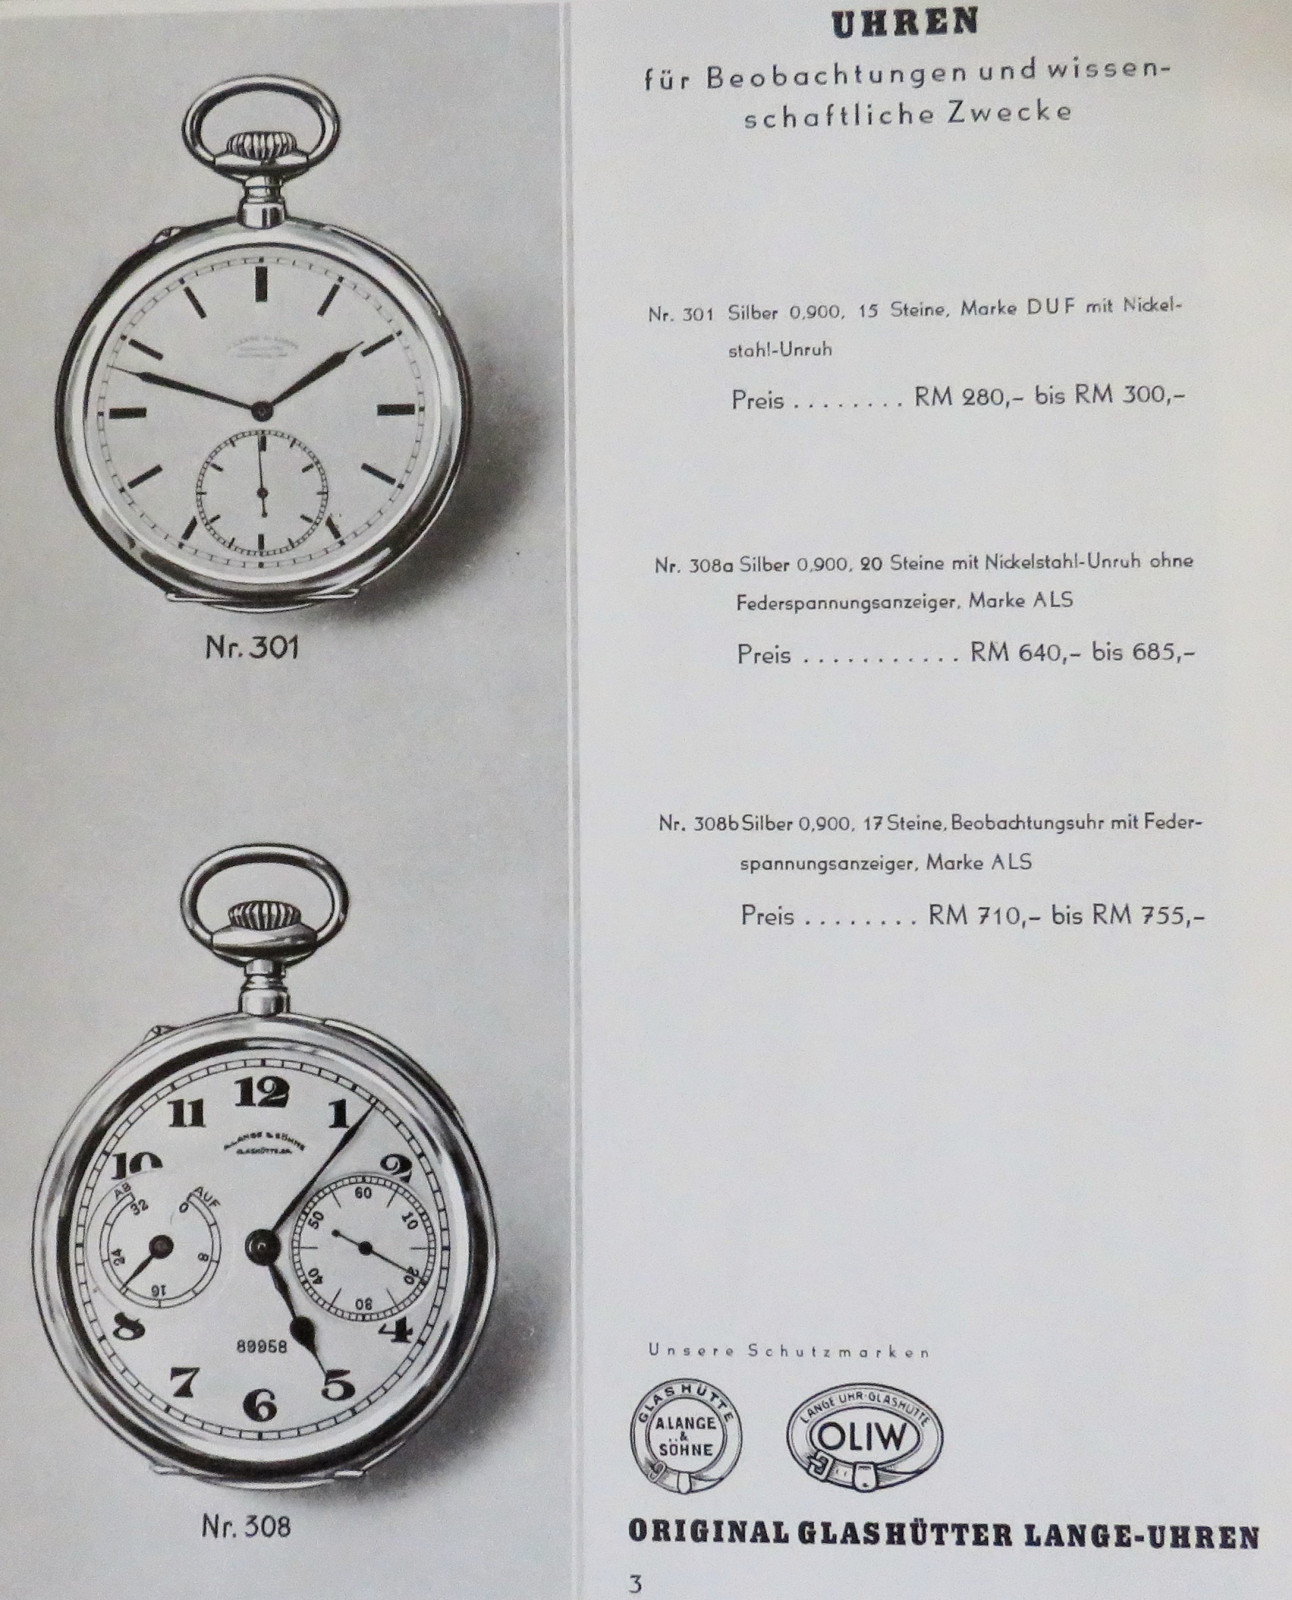 UHREN
für Beobachtungen und wissen-
schaftliche Zwecke
Nr. 301 Silber 0,900, 15 Steine, Marke DUF mit Nickel-
stahl-Unruh
Preis ........ RM 280,- bis RM 300,-
Nr. 301
Nr. 308a Silber 0,900, 20 Steine mit Nickelstahl-Unruh ohne
Federspannungsanzeiger, Marke ALS
Preis ........... RM 640,- bis 685,-
Nr. 308b Silber 0,900, 17 Steine, Beobachtungsuhr mit Feder-
spannungsanzeiger, Marke ALS
Preis ........ RM 710,- bis RM 755,-
12
11
1
A. LANGE & SÖHNE
GLASHÜTTE SA.
10
2
AB
AUF
32
0
24
8
16
60
50
10
40
20
30
8
4
89958
7
5
6
Nr. 308
Unsere Schutzmarken
GLASHÜTTE
A. LANGE
&
SÖHNE
LANGE UHR·GLASHÜTTE
OLIW
ORIGINAL GLASHÜTTER LANGE-UHREN
3